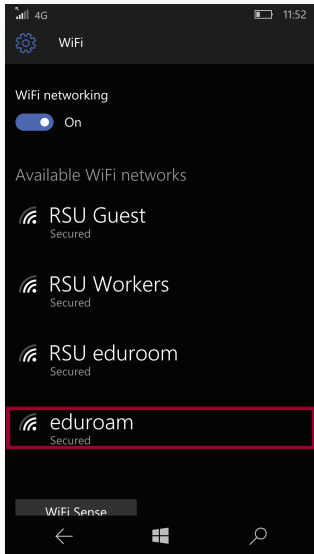 4G 11:52
WiFi
WiFi networking
On
Available WiFi networks
RSU Guest
Secured
RSU Workers
Secured
RSU eduroom
Secured
eduroam
Secured
WiFi Sense